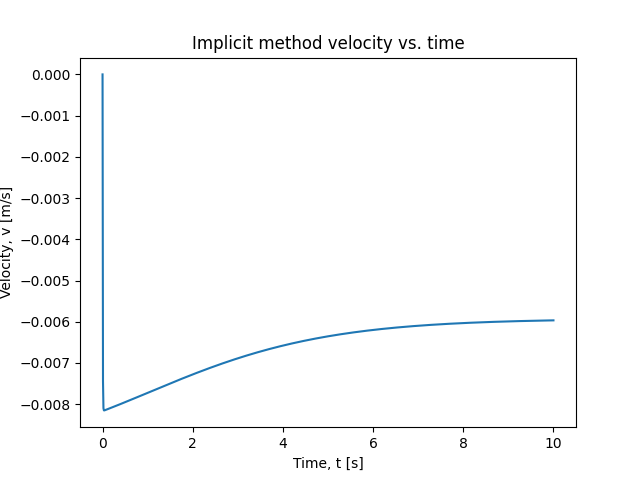 Implicit method velocity vs. time
Velocity, v [m/s]
0.000
−0.001
−0.002
−0.003
−0.004
−0.005
−0.006
−0.007
−0.008
0 2 4 6 8 10
Time, t [s]